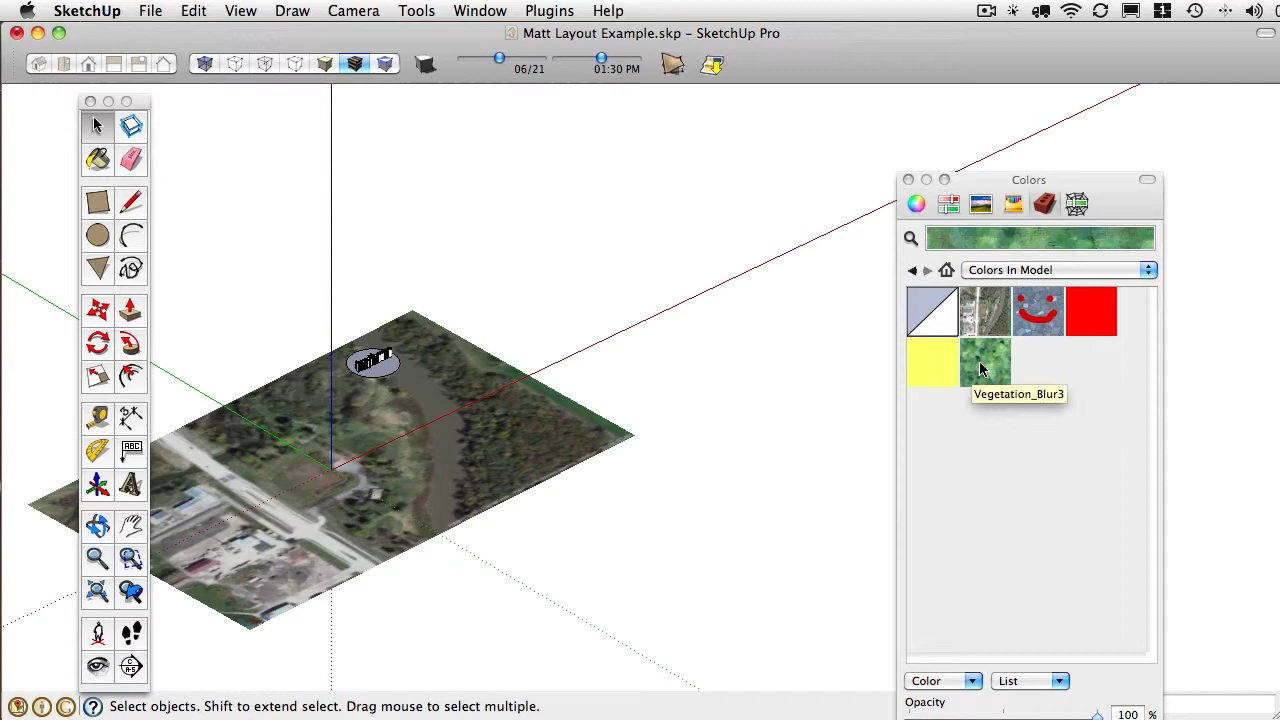 SketchUp File Edit View Draw Camera Tools Window Plugins Help
Matt Layout Example.skp - SketchUp Pro
06/21 01:30 PM
Colors
Colors In Model
Vegetation_Blur3
ABC
Color List
Opacity
100 %
Select objects. Shift to extend select. Drag mouse to select multiple.